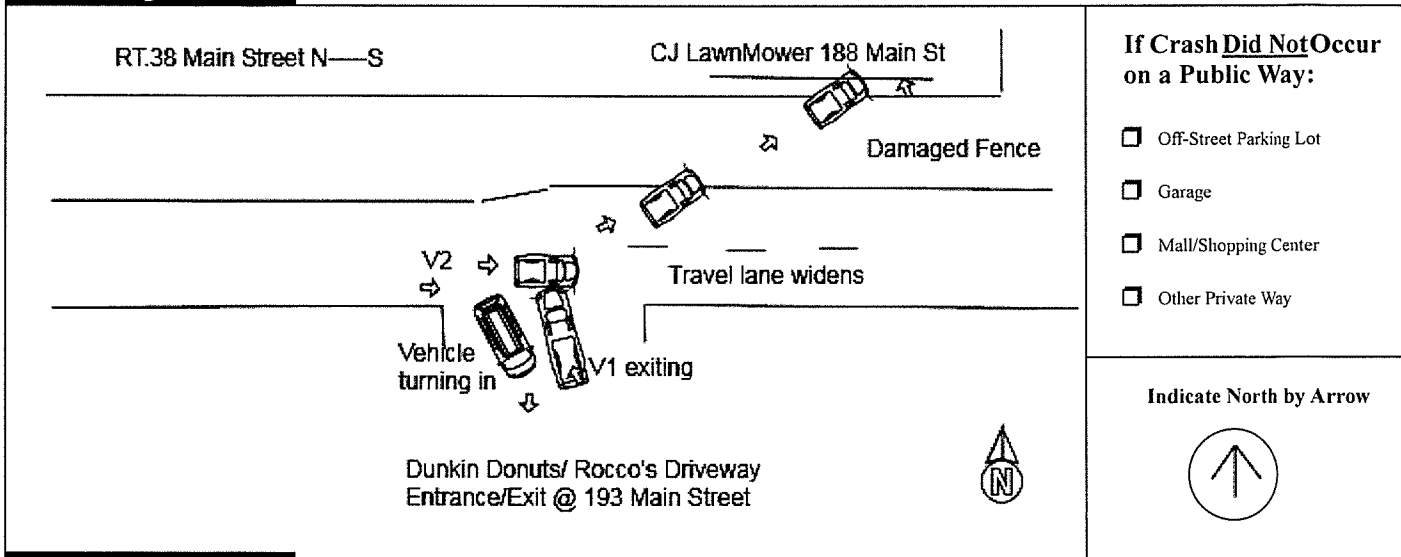 RT.38 Main Street N-----S
CJ LawnMower 188 Main St
Damaged Fence
V2
Travel lane widens
Vehicle
turning in
V1 exiting
Dunkin Donuts/ Rocco's Driveway
Entrance/Exit @ 193 Main Street
N
If Crash Did Not Occur
on a Public Way:
Off-Street Parking Lot
Garage
Mall/Shopping Center
Other Private Way
Indicate North by Arrow